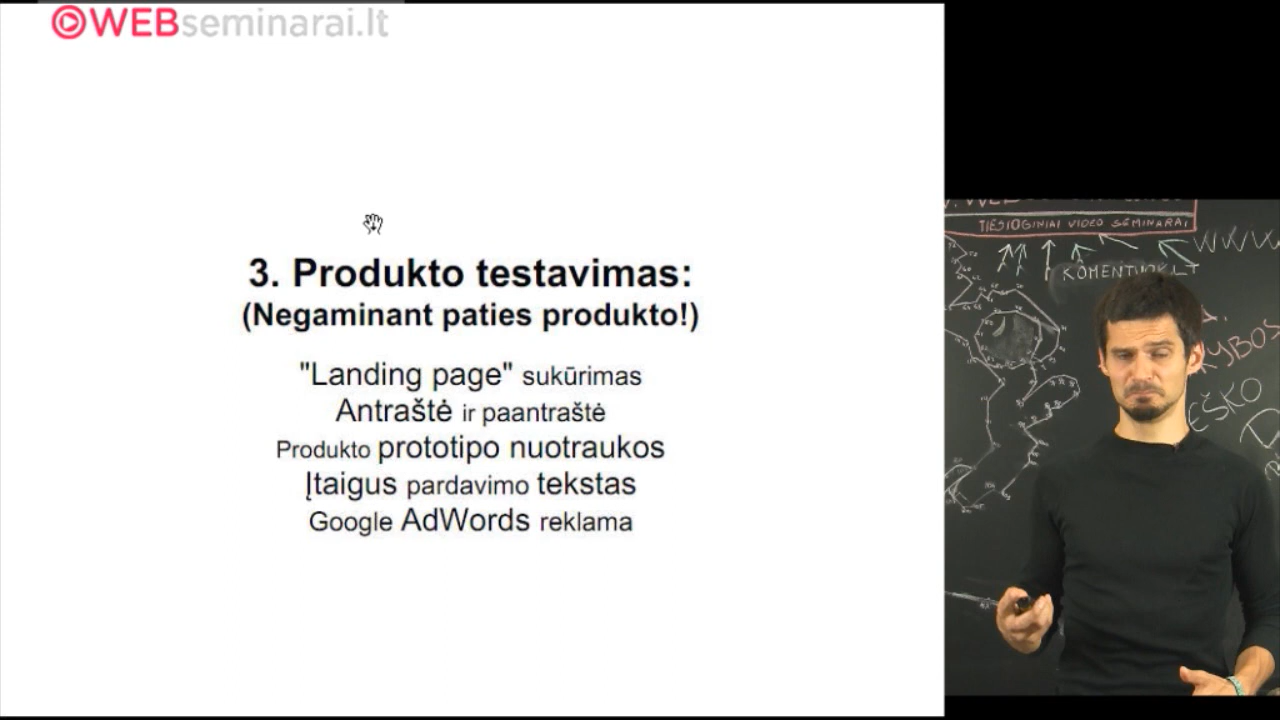 WEBseminarai.lt
3. Produkto testavimas:
(Negaminant paties produkto!)
"Landing page" sukūrimas
Antraštė ir paantraštė
Produkto prototipo nuotraukos
Įtaigus pardavimo tekstas
Google AdWords reklama
TIESIOGINIAI VIDEO SEMINARAI
WWW
KOMENTUOK.LT